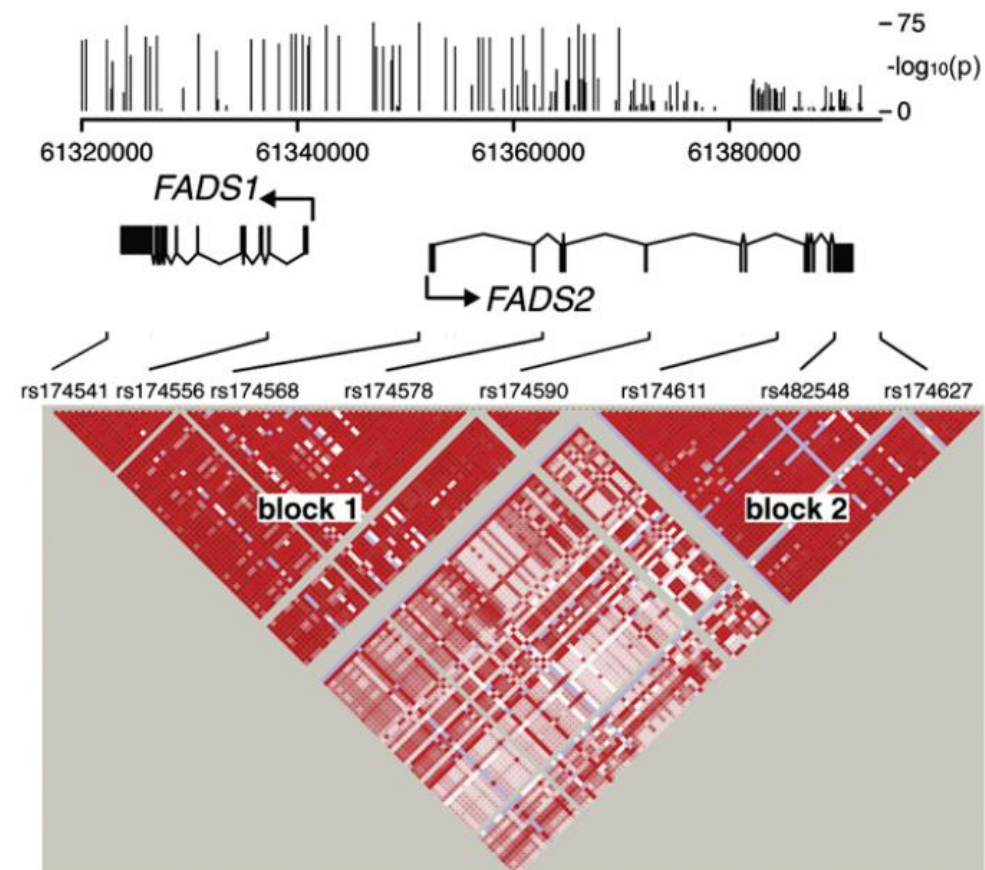 75
-log10(p)
0
61320000 61340000 61360000 61380000
FADS1
FADS2
rs174541 rs174556 rs174568 rs174578 rs174590 rs174611 rs482548 rs174627
block 1 block 2